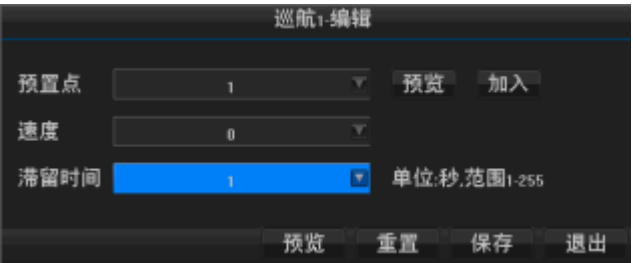 巡航1-编辑
预置点 1 预览 加入
速度 0
滞留时间 1 单位:秒,范围1-255
预览 重置 保存 退出